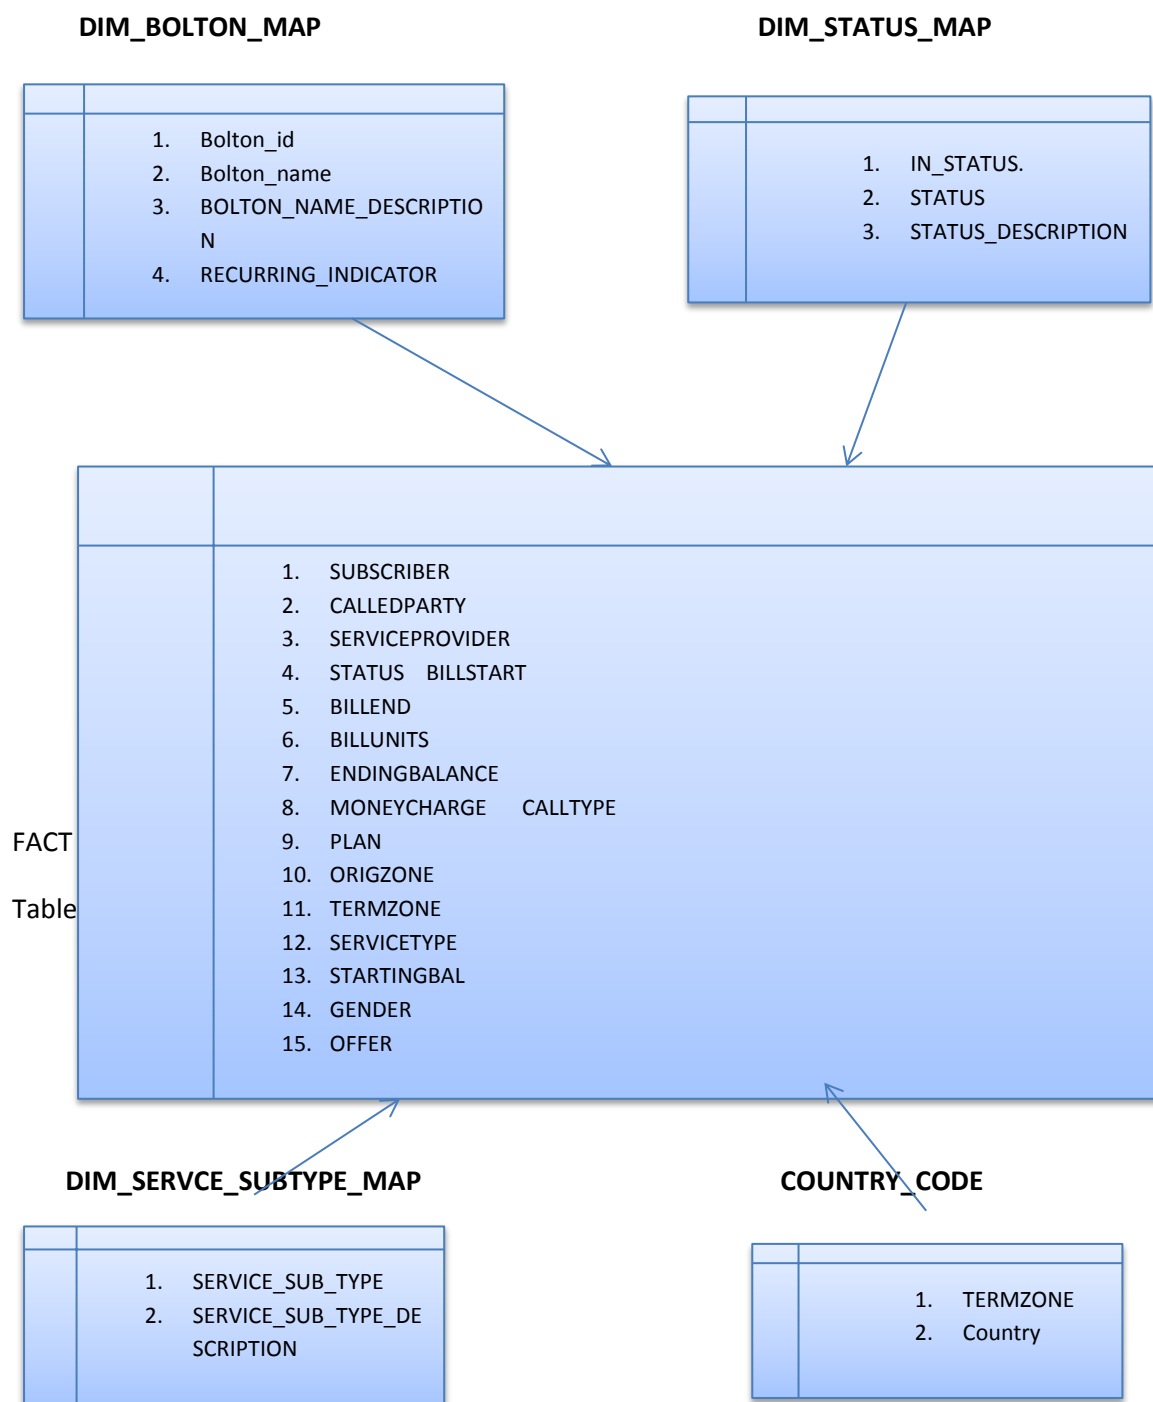 DIM_BOLTON_MAP
DIM_STATUS_MAP
1. Bolton_id
2. Bolton_name
3. BOLTON_NAME_DESCRIPTIO
N
4. RECURRING_INDICATOR
1. IN_STATUS.
2. STATUS
3. STATUS_DESCRIPTION
1. SUBSCRIBER
2. CALLEDPARTY
3. SERVICEPROVIDER
4. STATUS BILLSTART
5. BILLEND
6. BILLUNITS
7. ENDINGBALANCE
8. MONEYCHARGE CALLTYPE
9. PLAN
10. ORIGZONE
11. TERMZONE
12. SERVICETYPE
13. STARTINGBAL
14. GENDER
15. OFFER
FACT
Table
DIM_SERVCE_SUBTYPE_MAP
COUNTRY_CODE
1. SERVICE_SUB_TYPE
2. SERVICE_SUB_TYPE_DE
SCRIPTION
1. TERMZONE
2. Country